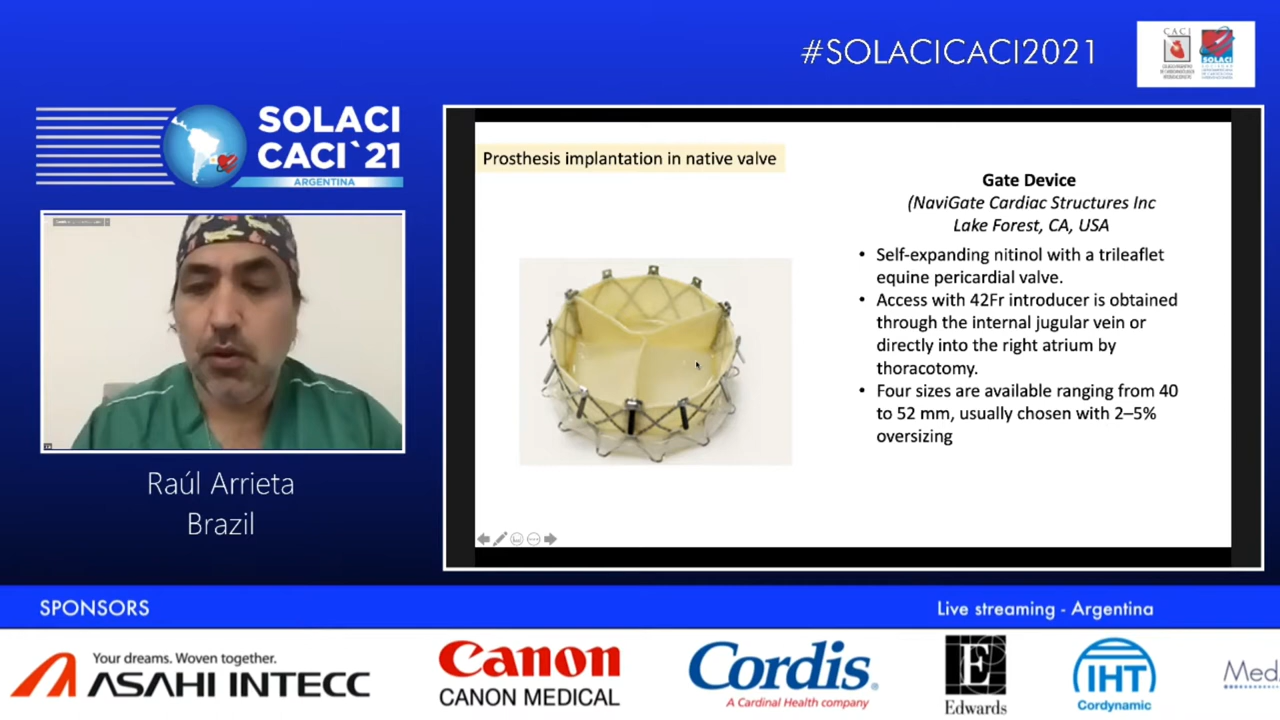 #SOLACICACI2021
CACI
SOLACI
SOLACI
CACI`21
ARGENTINA
Raúl Arrieta
Brazil
Prosthesis implantation in native valve
Gate Device
(NaviGate Cardiac Structures Inc
Lake Forest, CA, USA
• Self-expanding nitinol with a trileaflet
equine pericardial valve.
• Access with 42Fr introducer is obtained
through the internal jugular vein or
directly into the right atrium by
thoracotomy.
• Four sizes are available ranging from 40
to 52 mm, usually chosen with 2–5%
oversizing
SPONSORS
Live streaming - Argentina
Your dreams. Woven together.
ASAHI INTECC
Canon
CANON MEDICAL
Cordis
A Cardinal Health company
Edwards
IHT
Cordynamic
Med